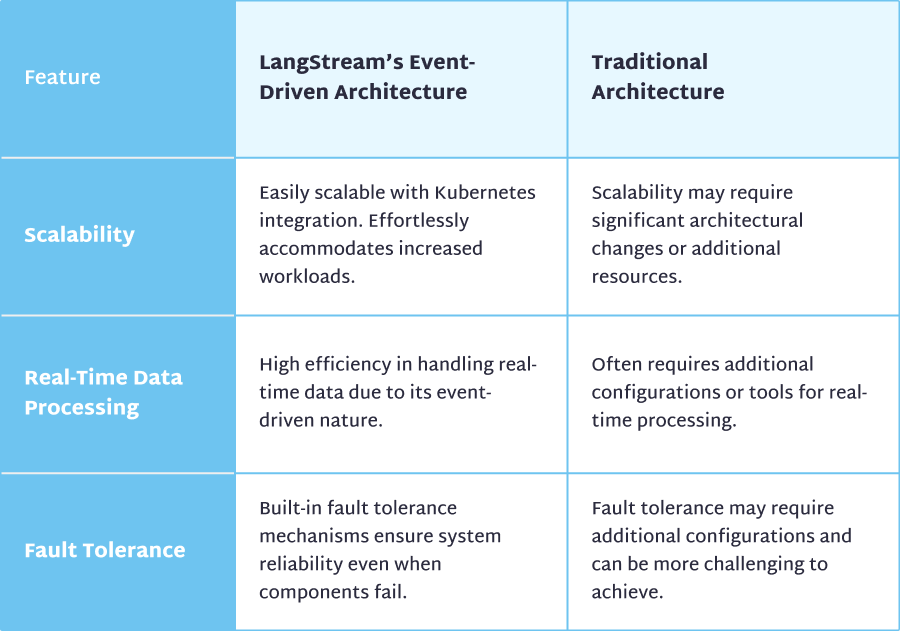 Feature
LangStream’s Event-
Driven Architecture
Traditional
Architecture
Scalability
Easily scalable with Kubernetes
integration. Effortlessly
accommodates increased
workloads.
Scalability may require
significant architectural
changes or additional
resources.
Real-Time Data
Processing
High efficiency in handling real-
time data due to its event-
driven nature.
Often requires additional
configurations or tools for real-
time processing.
Fault Tolerance
Built-in fault tolerance
mechanisms ensure system
reliability even when
components fail.
Fault tolerance may require
additional configurations and
can be more challenging to
achieve.